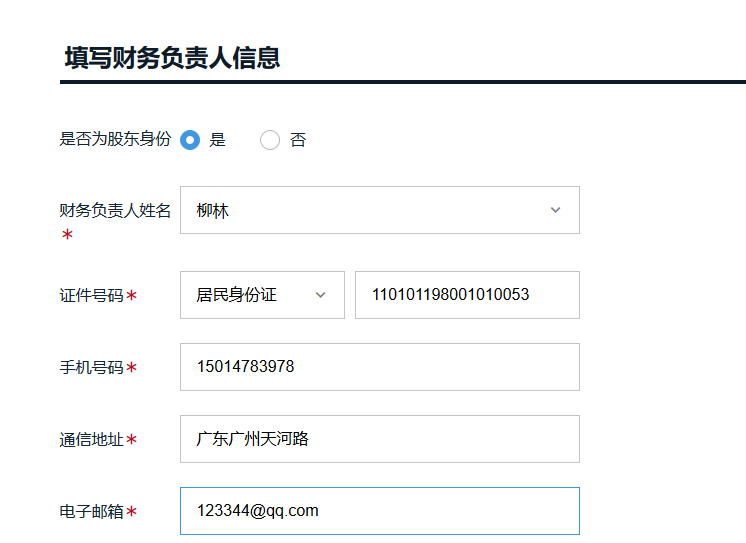 填写财务负责人信息
是否为股东身份 是 否
财务负责人姓名 柳林
*
证件号码* 居民身份证 110101198001010053
手机号码* 15014783978
通信地址* 广东广州天河路
电子邮箱* 123344@qq.com